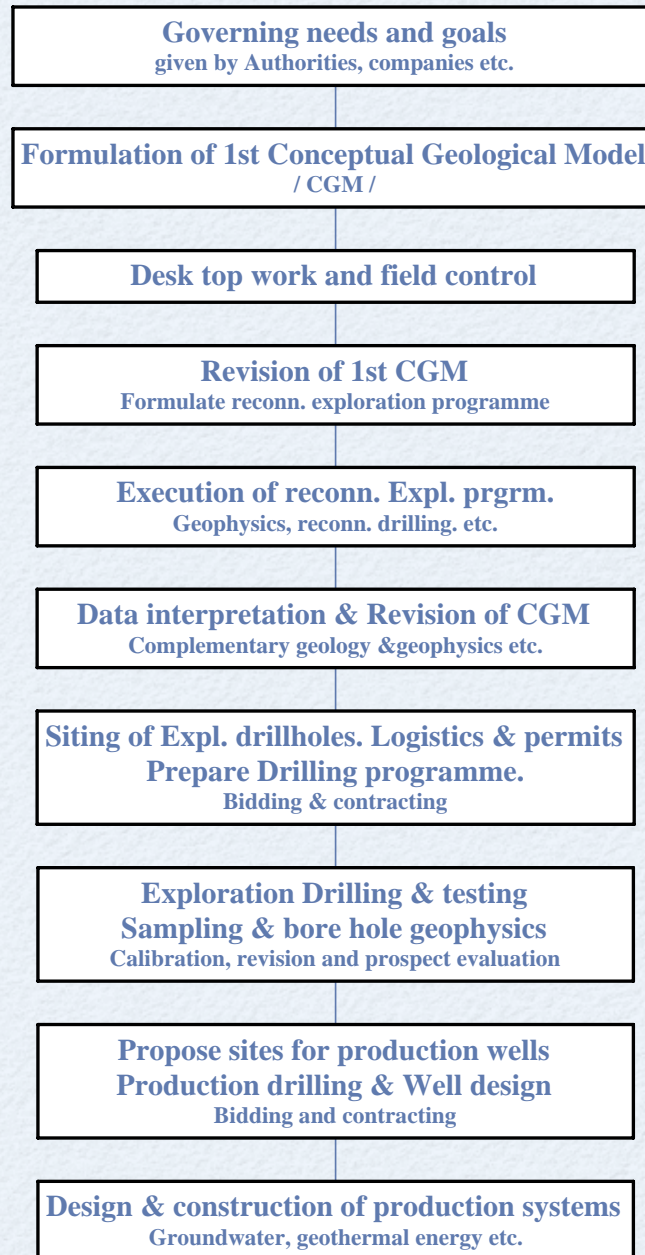 Governing needs and goals
given by Authorities, companies etc.
Formulation of 1st Conceptual Geological Model
/ CGM /
Desk top work and field control
Revision of 1st CGM
Formulate reconn. exploration programme
Execution of reconn. Expl. prgrm.
Geophysics, reconn. drilling. etc.
Data interpretation & Revision of CGM
Complementary geology &geophysics etc.
Siting of Expl. drillholes. Logistics & permits
Prepare Drilling programme.
Bidding & contracting
Exploration Drilling & testing
Sampling & bore hole geophysics
Calibration, revision and prospect evaluation
Propose sites for production wells
Production drilling & Well design
Bidding and contracting
Design & construction of production systems
Groundwater, geothermal energy etc.